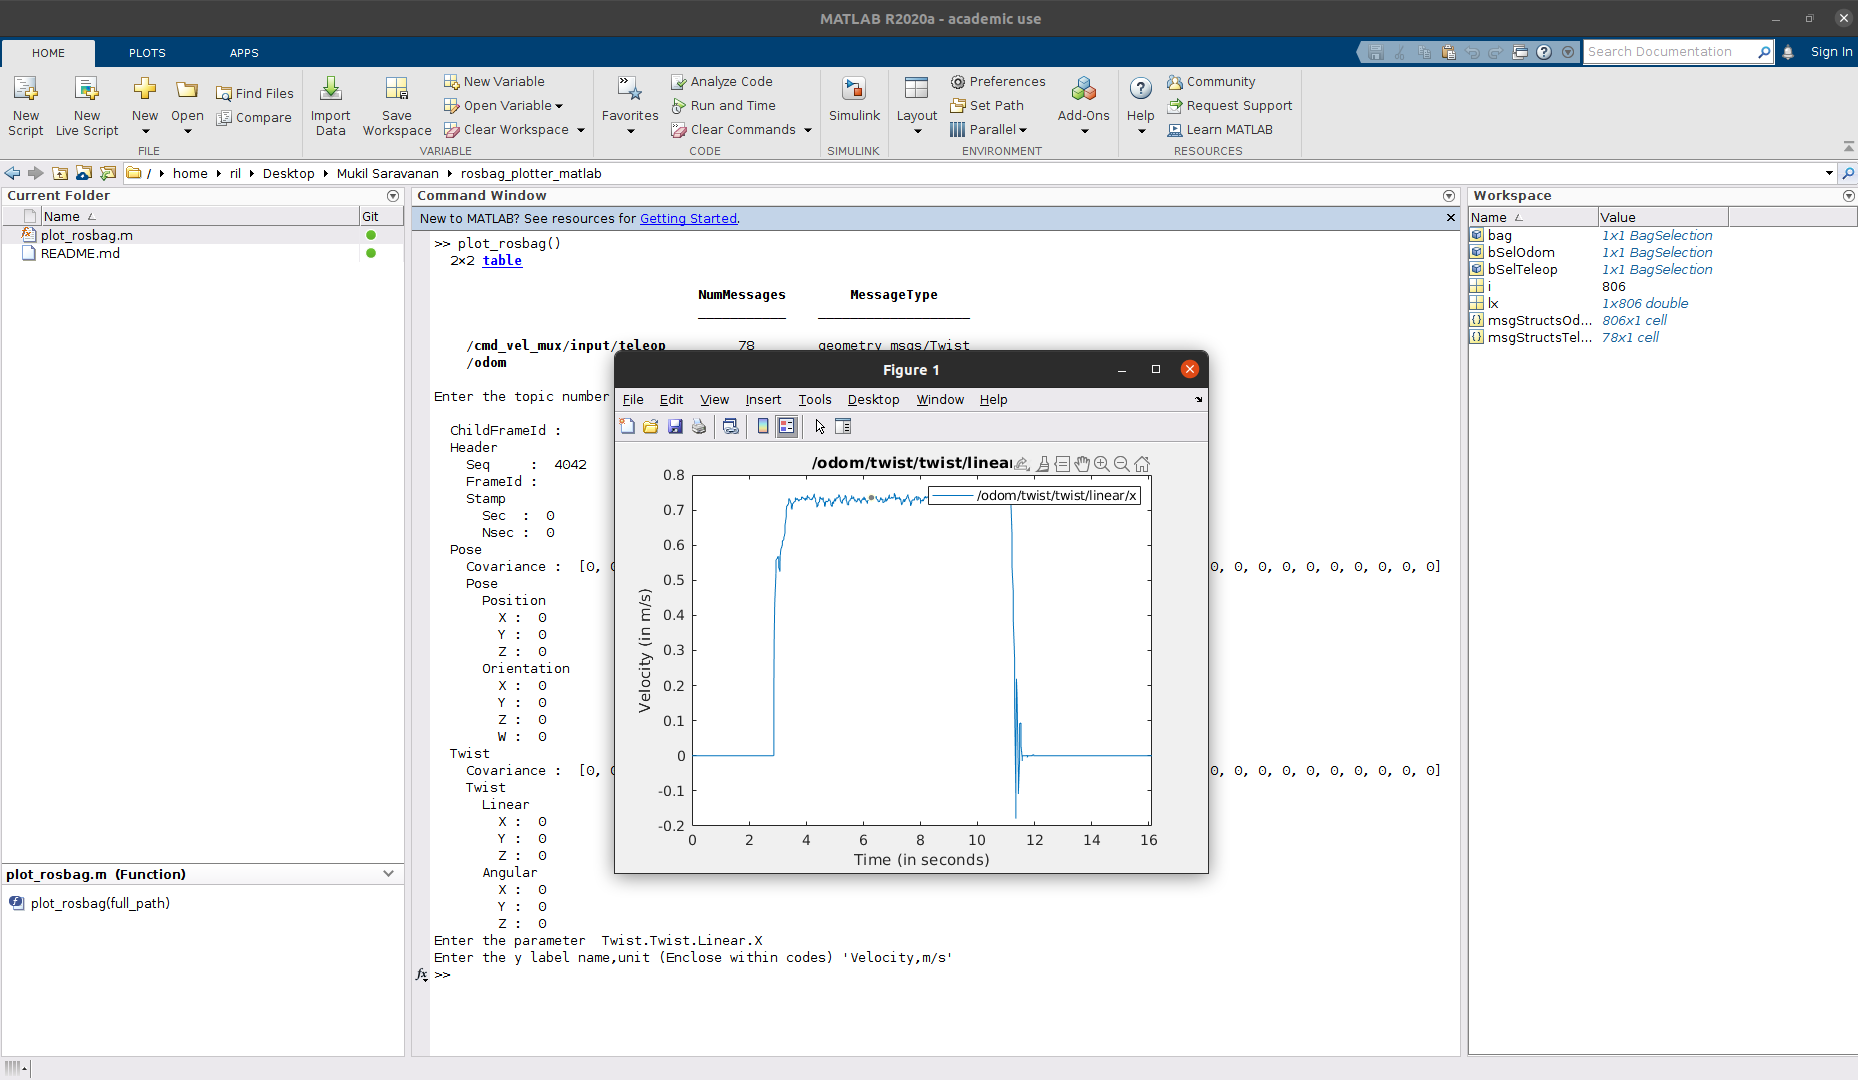 MATLAB R2020a - academic use
HOME PLOTS APPS
Search Documentation
Sign In
New Script
New Live Script
New
Open
Find Files
Compare
FILE
Import Data
Save Workspace
New Variable
Open Variable
Clear Workspace
VARIABLE
Favorites
Analyze Code
Run and Time
Clear Commands
CODE
Simulink
SIMULINK
Layout
Preferences
Set Path
Parallel
Add-Ons
ENVIRONMENT
Help
Community
Request Support
Learn MATLAB
RESOURCES
/ home ril Desktop Mukil Saravanan rosbag_plotter_matlab
Current Folder
Name Git
plot_rosbag.m
README.md
plot_rosbag.m (Function)
plot_rosbag(full_path)
Command Window
New to MATLAB? See resources for Getting Started.
>> plot_rosbag()
2×2 table
NumMessages MessageType
/cmd_vel_mux/input/teleop 78 geometry_msgs/Twist
/odom
Enter the topic number
ChildFrameId :
Header
Seq : 4042
FrameId :
Stamp
Sec : 0
Nsec : 0
Pose
Covariance : [0, 0, 0, 0, 0, 0, 0, 0, 0, 0, 0]
Pose
Position
X : 0
Y : 0
Z : 0
Orientation
X : 0
Y : 0
Z : 0
W : 0
Twist
Covariance : [0, 0, 0, 0, 0, 0, 0, 0, 0, 0, 0]
Twist
Linear
X : 0
Y : 0
Z : 0
Angular
X : 0
Y : 0
Z : 0
Enter the parameter Twist.Twist.Linear.X
Enter the y label name,unit (Enclose within codes) 'Velocity,m/s'
fx >>
Figure 1
File Edit View Insert Tools Desktop Window Help
/odom/twist/twist/linear
/odom/twist/twist/linear/x
0.8
0.7
0.6
0.5
0.4
0.3
0.2
0.1
0
-0.1
-0.2
Velocity (in m/s)
0 2 4 6 8 10 12 14 16
Time (in seconds)
Workspace
Name Value
bag 1x1 BagSelection
bSelOdom 1x1 BagSelection
bSelTeleop 1x1 BagSelection
i 806
lx 1x806 double
msgStructsOd... 806x1 cell
msgStructsTel... 78x1 cell